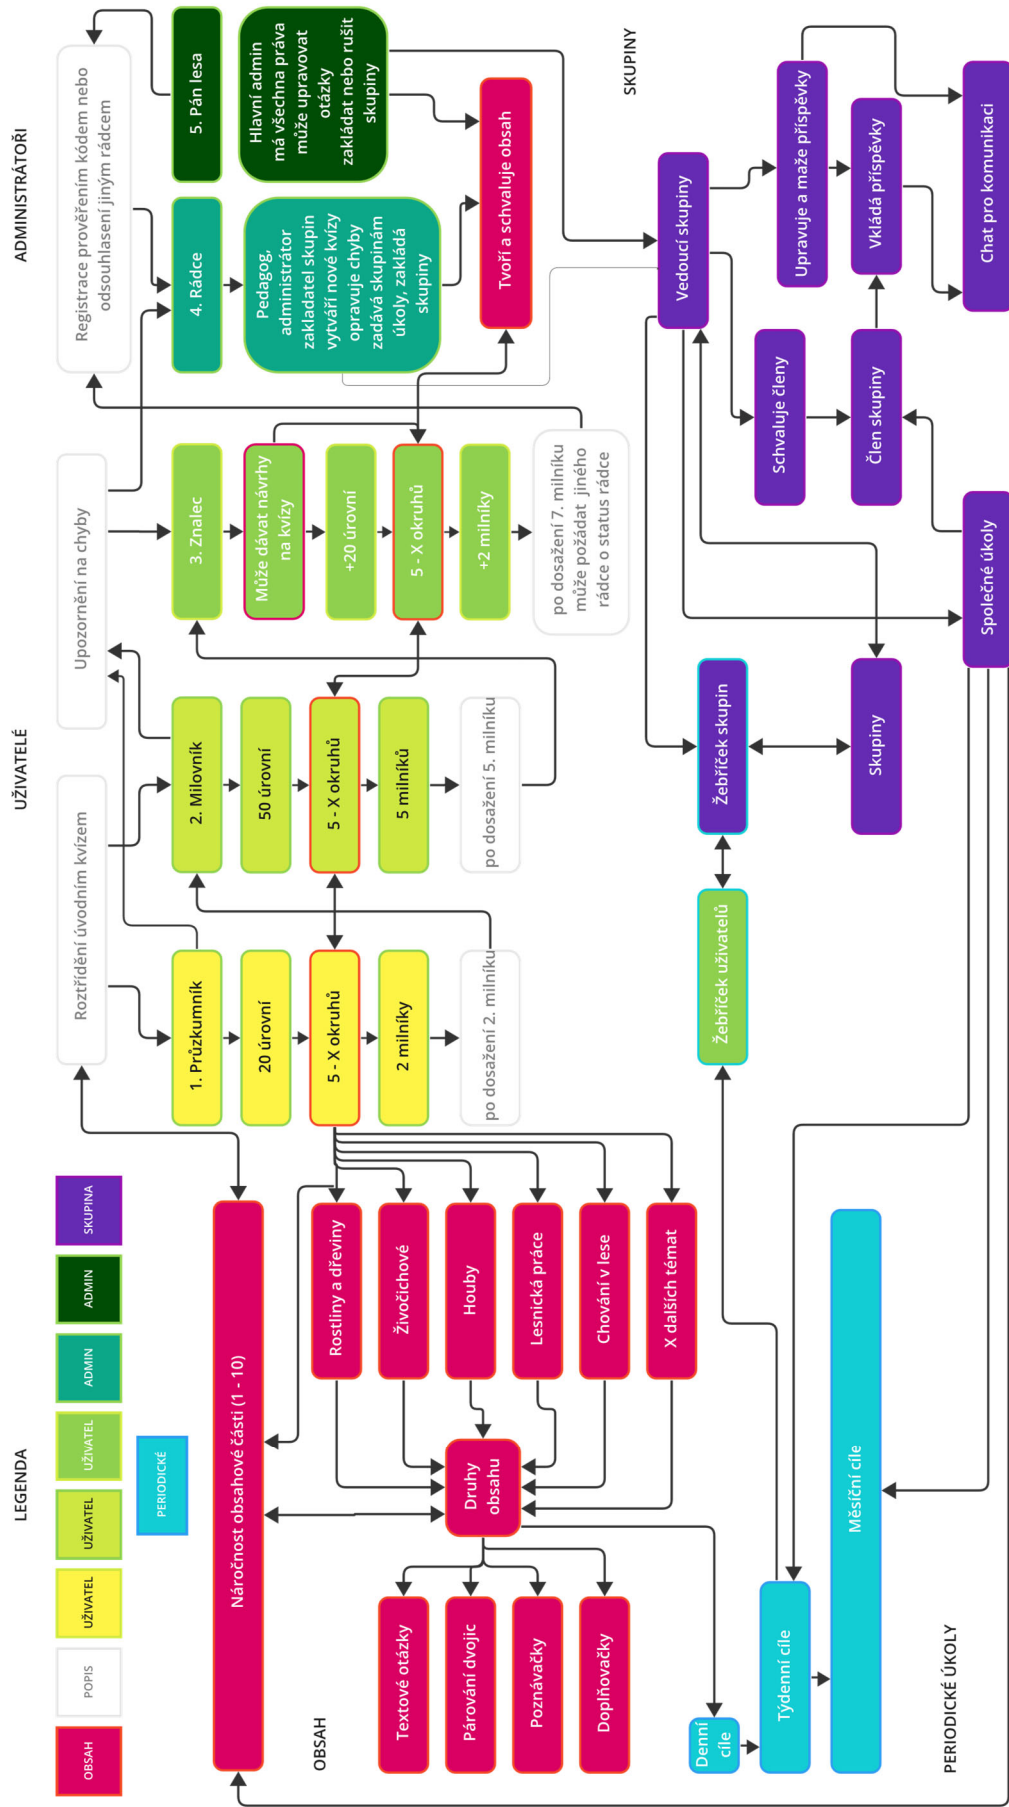 LEGENDA
OBSAH
POPIS
UŽIVATEL
UŽIVATEL
UŽIVATEL
ADMIN
ADMIN
SKUPINA
PERIODICKÉ
UŽIVATELÉ
ADMINISTRÁTOŘI
Roztřídění úvodním kvízem
Upozornění na chyby
Registrace prověřením kódem nebo
odsouhlasení jiným rádcem
1. Průzkumník
20 úrovní
5 - X okruhů
2 milníky
po dosažení 2. milníku
2. Milovník
50 úrovní
5 - X okruhů
5 milníků
po dosažení 5. milníku
3. Znalec
Může dávat návrhy
na kvízy
+20 úrovní
5 - X okruhů
+2 milníky
po dosažení 7. milníku
může požádat  jiného
rádce o status rádce
4. Rádce
Pedagog,
administrátor
zakladatel skupin
vytváří nové kvízy
opravuje chyby
zadává skupinám
úkoly, zakládá
skupiny
5. Pán lesa
Hlavní admin
má všechna práva
může upravovat
otázky
zakládat nebo rušit
skupiny
Tvoří a schvaluje obsah
Náročnost obsahové části (1 - 10)
OBSAH
Rostliny a dřeviny
Živočichové
Houby
Lesnická práce
Chování v lese
X dalších témat
Druhy
obsahu
Textové otázky
Párování dvojic
Poznávačky
Doplňovačky
SKUPINY
Vedoucí skupiny
Upravuje a maže příspěvky
Vkládá příspěvky
Chat pro komunikaci
Schvaluje členy
Člen skupiny
Společné úkoly
Žebříček skupin
Skupiny
Žebříček uživatelů
Denní
cíle
Týdenní cíle
Měsíční cíle
PERIODICKÉ ÚKOLY